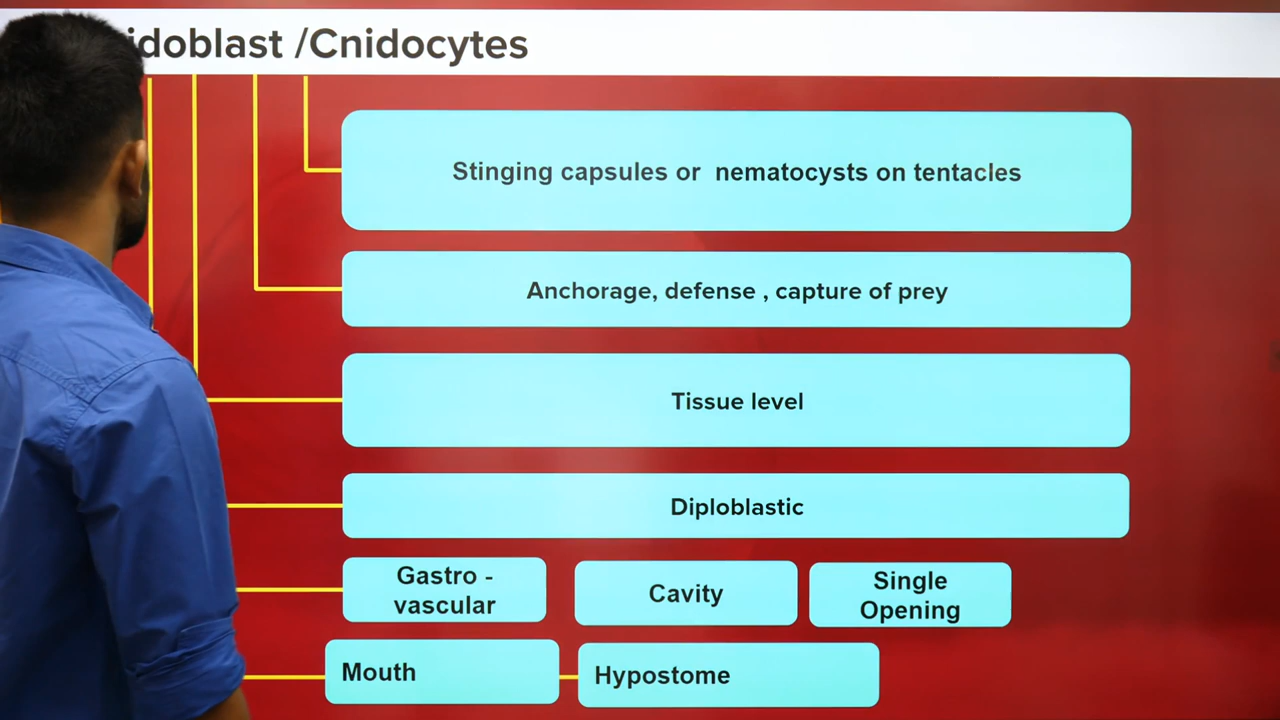 idoblast /Cnidocytes
Stinging capsules or nematocysts on tentacles
Anchorage, defense , capture of prey
Tissue level
Diploblastic
Gastro -
vascular
Cavity
Single
Opening
Mouth
Hypostome